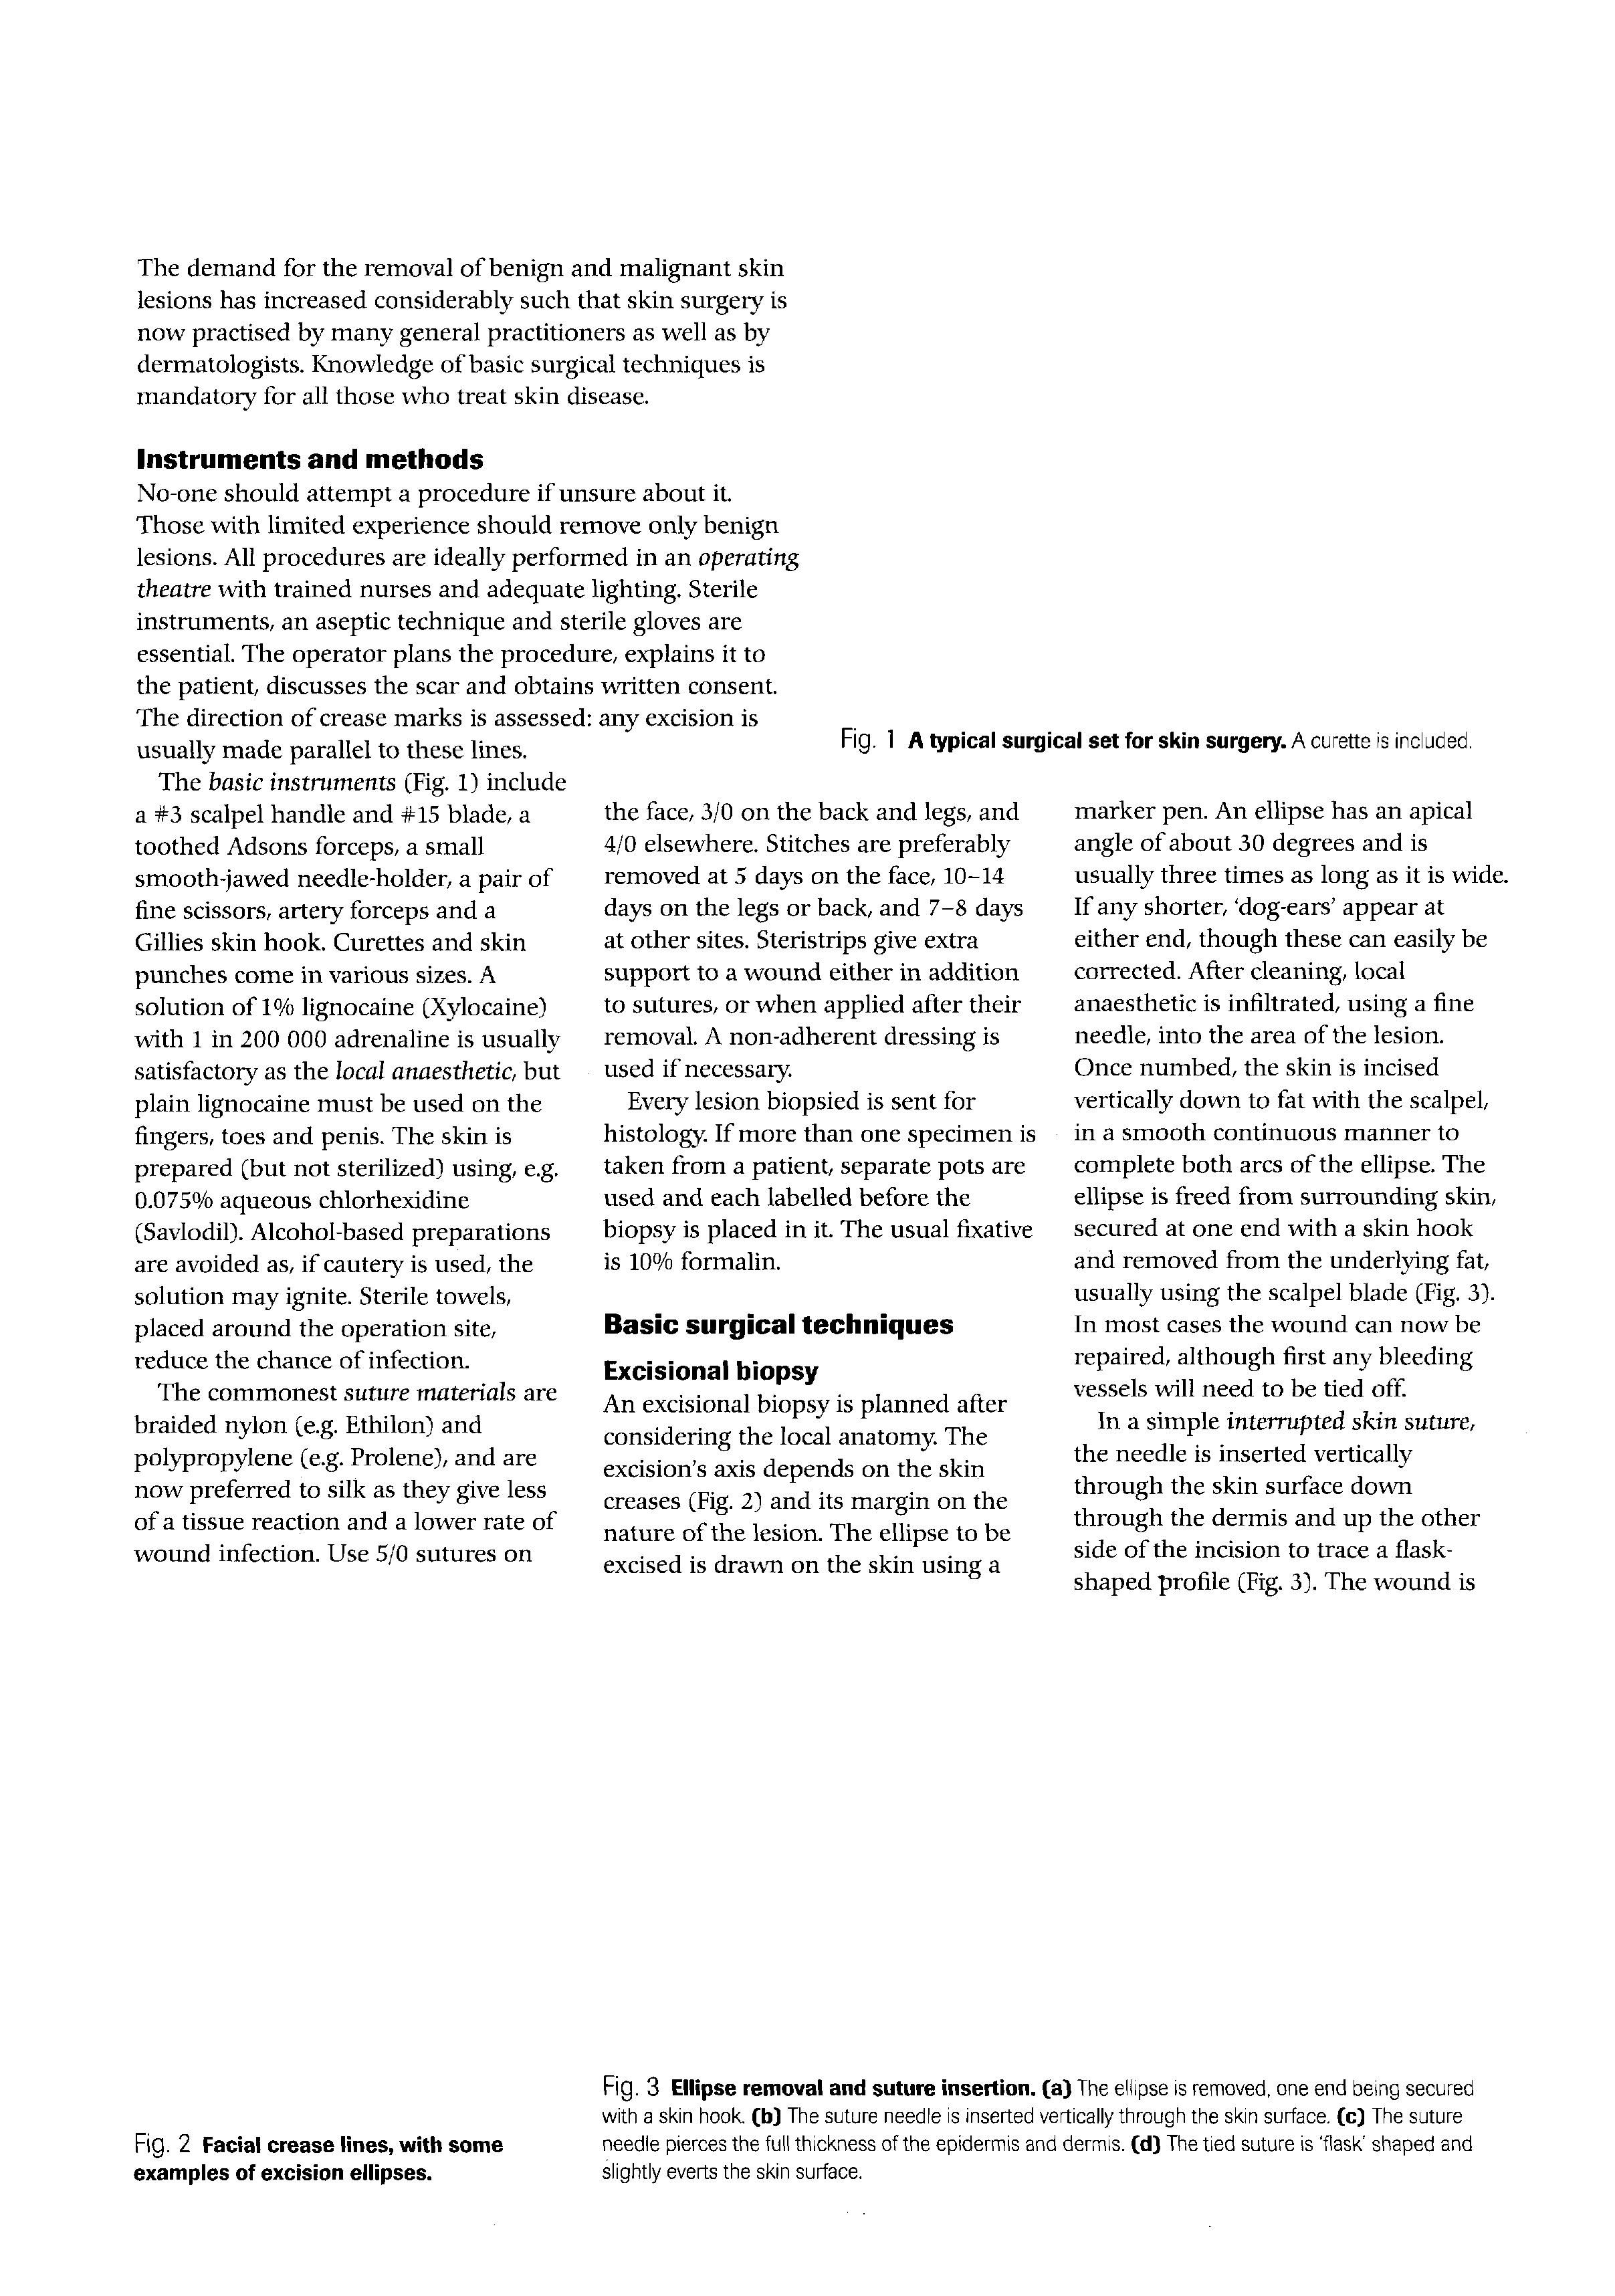 The demand for the removal of benign and malignant skin
lesions has increased considerably such that skin surgery is
now practised by many general practitioners as well as by
dermatologists. Knowledge of basic surgical techniques is
mandatory for all those who treat skin disease.
Instruments and methods
No-one should attempt a procedure if unsure about it.
Those with limited experience should remove only benign
lesions. All procedures are ideally performed in an operating
theatre with trained nurses and adequate lighting. Sterile
instruments, an aseptic technique and sterile gloves are
essential. The operator plans the procedure, explains it to
the patient, discusses the scar and obtains written consent.
The direction of crease marks is assessed: any excision is
usually made parallel to these lines.
The basic instruments (Fig. 1) include
a #3 scalpel handle and #15 blade, a
toothed Adsons forceps, a small
smooth-jawed needle-holder, a pair of
fine scissors, artery forceps and a
Gillies skin hook. Curettes and skin
punches come in various sizes. A
solution of 1% lignocaine (Xylocaine)
with 1 in 200 000 adrenaline is usually
satisfactory as the local anaesthetic, but
plain lignocaine must be used on the
fingers, toes and penis. The skin is
prepared (but not sterilized) using, e.g.
0.075% aqueous chlorhexidine
(Savlodil). Alcohol-based preparations
are avoided as, if cautery is used, the
solution may ignite. Sterile towels,
placed around the operation site,
reduce the chance of infection.
The commonest suture materials are
braided nylon (e.g. Ethilon) and
polypropylene (e.g. Prolene), and are
now preferred to silk as they give less
of a tissue reaction and a lower rate of
wound infection. Use 5/0 sutures on
Fig. 1 A typical surgical set for skin surgery. A curette is included.
the face, 3/0 on the back and legs, and
4/0 elsewhere. Stitches are preferably
removed at 5 days on the face, 10–14
days on the legs or back, and 7–8 days
at other sites. Steristrips give extra
support to a wound either in addition
to sutures, or when applied after their
removal. A non-adherent dressing is
used if necessary.
Every lesion biopsied is sent for
histology. If more than one specimen is
taken from a patient, separate pots are
used and each labelled before the
biopsy is placed in it. The usual fixative
is 10% formalin.
Basic surgical techniques
Excisional biopsy
An excisional biopsy is planned after
considering the local anatomy. The
excision's axis depends on the skin
creases (Fig. 2) and its margin on the
nature of the lesion. The ellipse to be
excised is drawn on the skin using a
marker pen. An ellipse has an apical
angle of about 30 degrees and is
usually three times as long as it is wide.
If any shorter, 'dog-ears' appear at
either end, though these can easily be
corrected. After cleaning, local
anaesthetic is infiltrated, using a fine
needle, into the area of the lesion.
Once numbed, the skin is incised
vertically down to fat with the scalpel,
in a smooth continuous manner to
complete both arcs of the ellipse. The
ellipse is freed from surrounding skin,
secured at one end with a skin hook
and removed from the underlying fat,
usually using the scalpel blade (Fig. 3).
In most cases the wound can now be
repaired, although first any bleeding
vessels will need to be tied off.
In a simple interrupted skin suture,
the needle is inserted vertically
through the skin surface down
through the dermis and up the other
side of the incision to trace a flask-
shaped profile (Fig. 3). The wound is
Fig. 2 Facial crease lines, with some
examples of excision ellipses.
Fig. 3 Ellipse removal and suture insertion. (a) The ellipse is removed, one end being secured
with a skin hook. (b) The suture needle is inserted vertically through the skin surface. (c) The suture
needle pierces the full thickness of the epidermis and dermis. (d) The tied suture is 'flask' shaped and
slightly everts the skin surface.